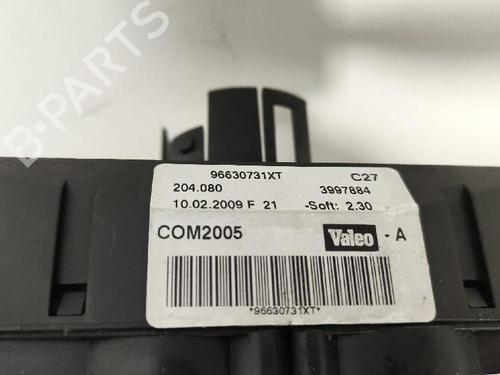 B-PARTS
96630731XT C27
204.080 3997884
10.02.2009 F 21 -Soft: 2.30
COM2005 Valeo -A
*96630731XT*